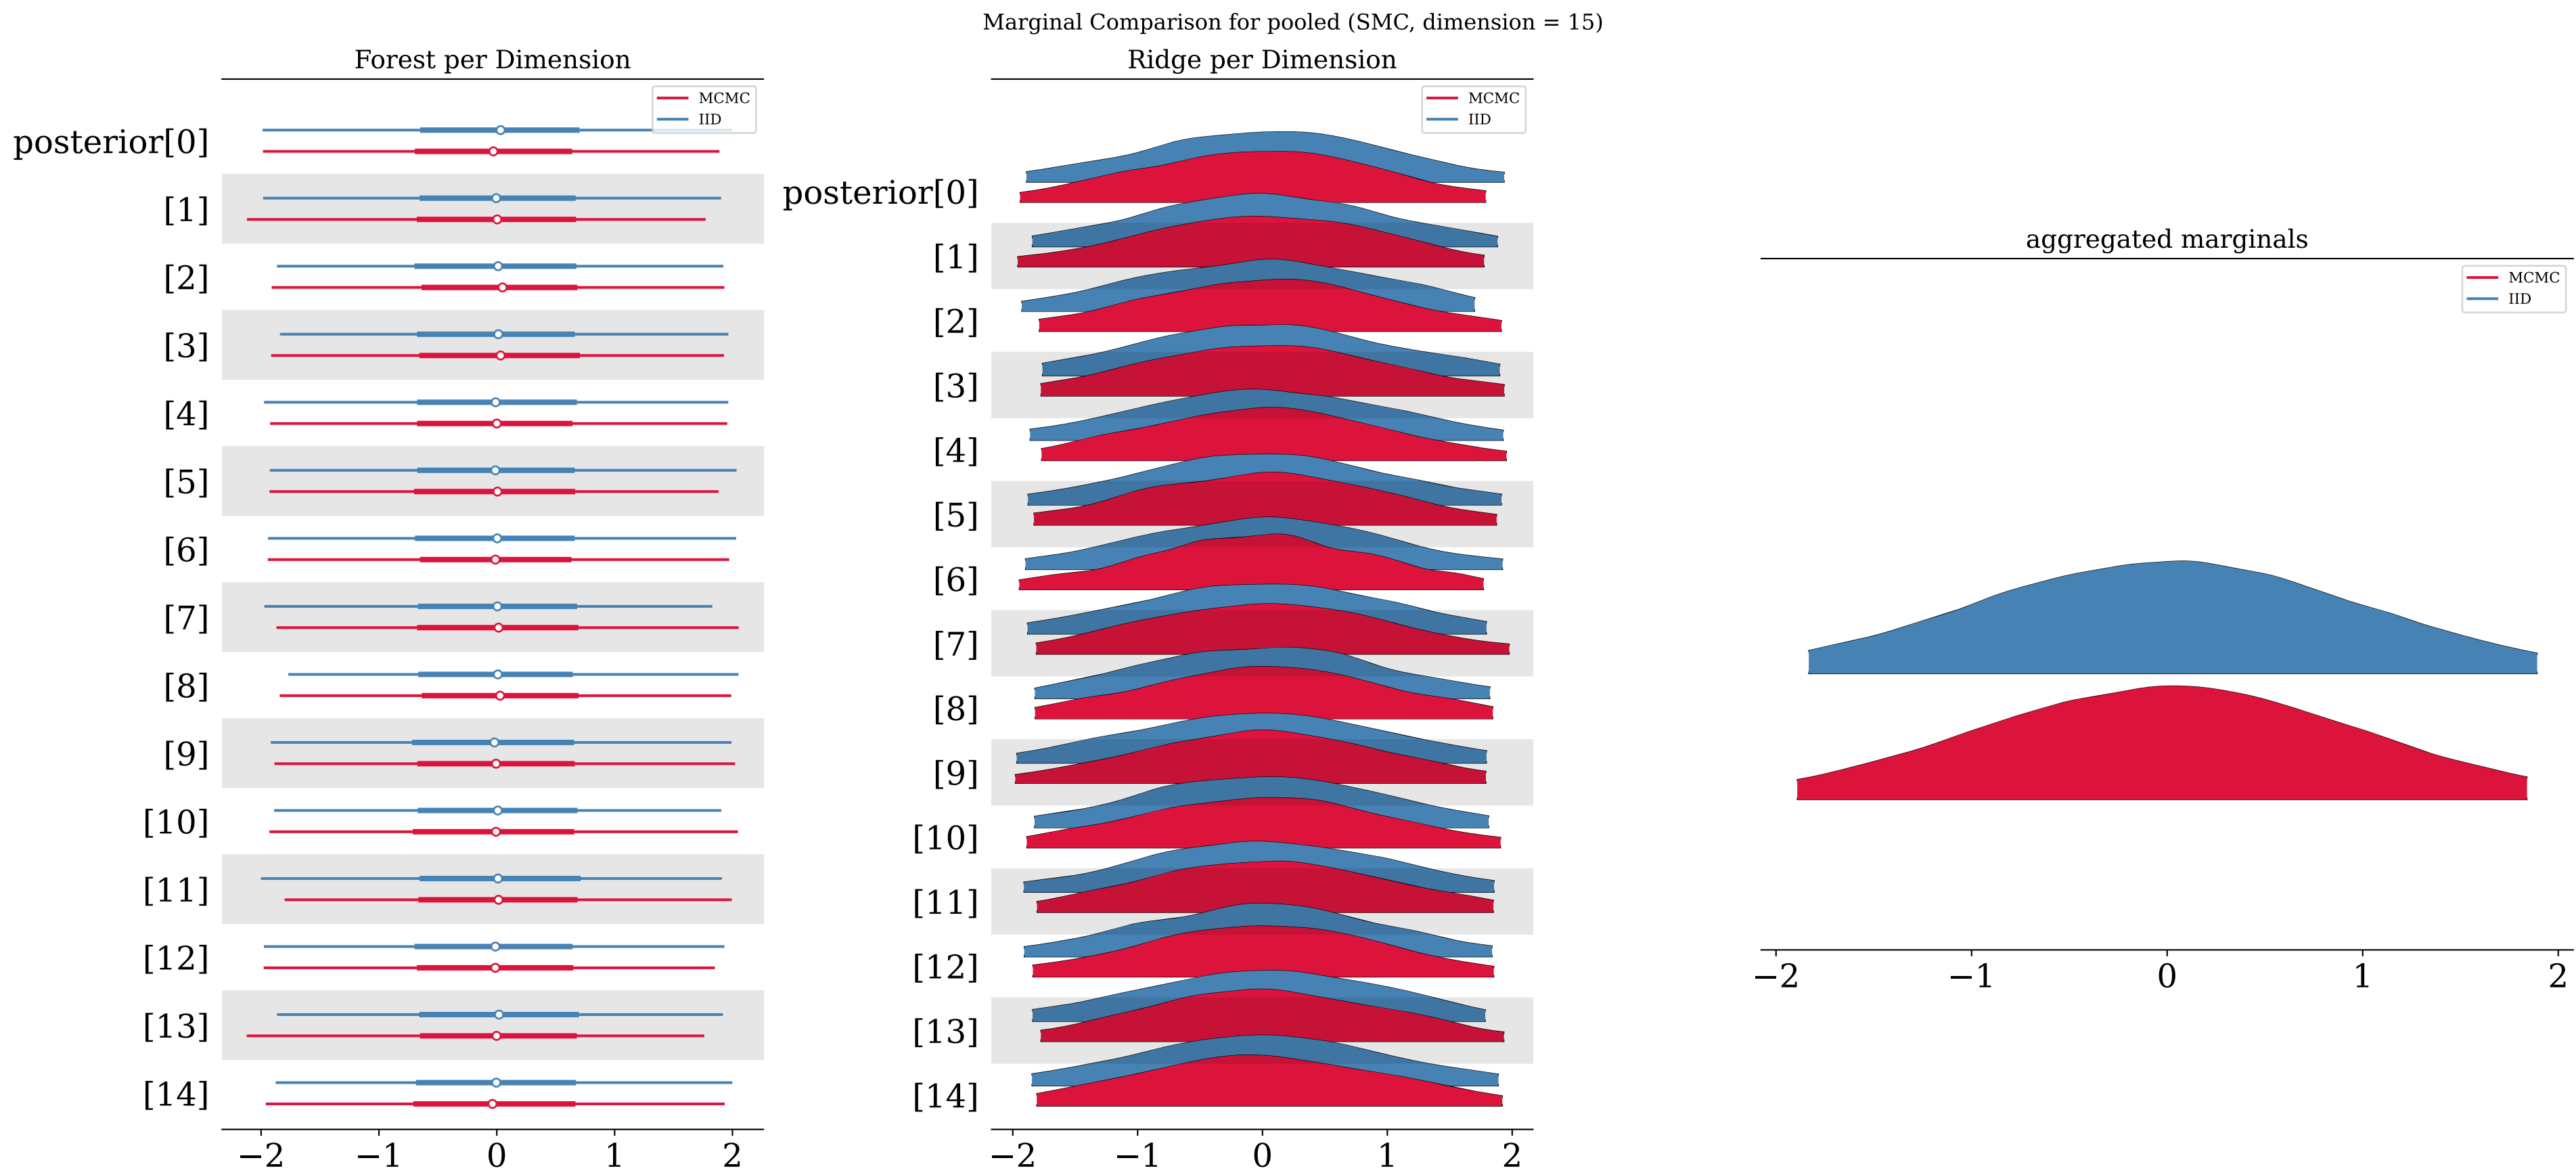 Marginal Comparison for pooled (SMC, dimension = 15)
Forest per Dimension
MCMC
IID
posterior[0]
[1]
[2]
[3]
[4]
[5]
[6]
[7]
[8]
[9]
[10]
[11]
[12]
[13]
[14]
−2 −1 0 1 2
Ridge per Dimension
MCMC
IID
posterior[0]
[1]
[2]
[3]
[4]
[5]
[6]
[7]
[8]
[9]
[10]
[11]
[12]
[13]
[14]
−2 −1 0 1 2
aggregated marginals
MCMC
IID
−2 −1 0 1 2